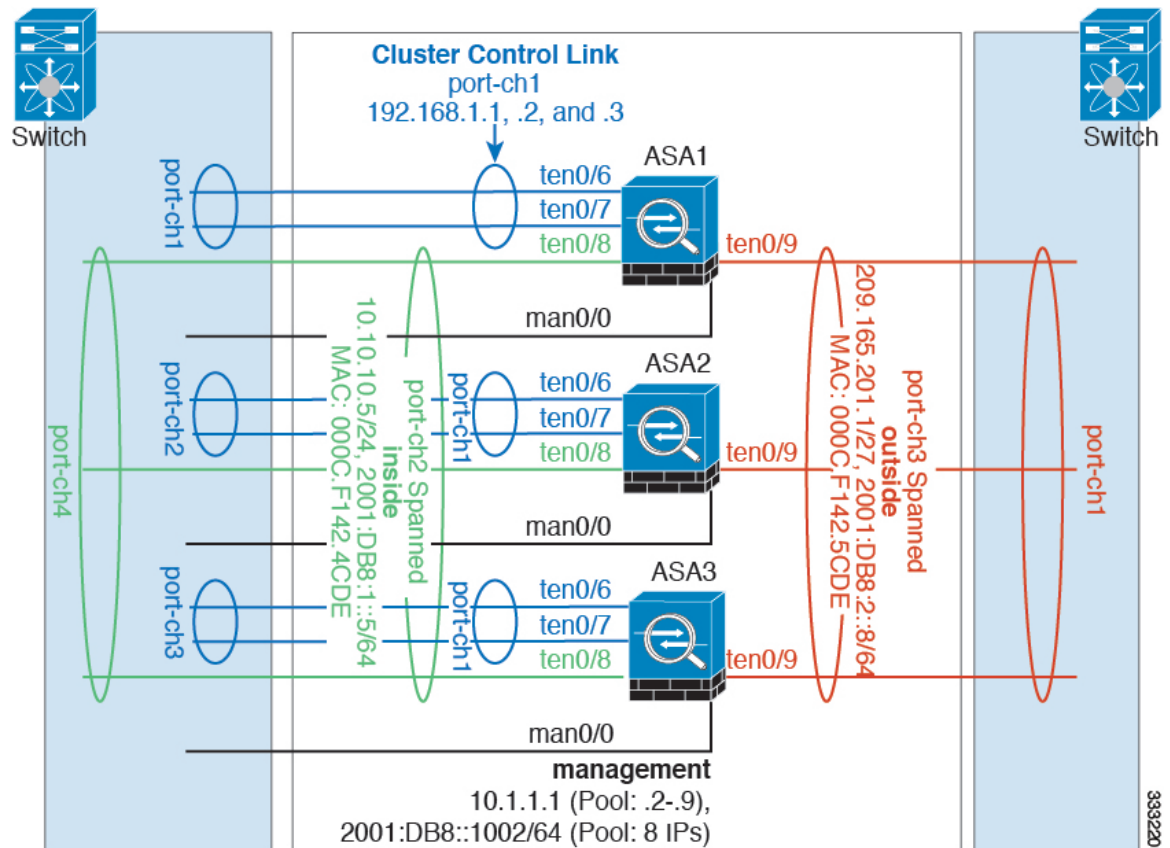 Switch
Cluster Control Link
port-ch1
192.168.1.1, .2, and .3
Switch
ASA1
port-ch1
ten0/6
ten0/7
ten0/8
ten0/9
man0/0
ASA2
port-ch2
port-ch1
ten0/6
ten0/7
ten0/8
ten0/9
man0/0
ASA3
port-ch3
port-ch1
ten0/6
ten0/7
ten0/8
ten0/9
man0/0
port-ch4
port-ch2 Spanned
inside
10.10.10.5/24, 2001:DB8:1::5/64
MAC: 000C.F142.4CDE
port-ch3 Spanned
outside
209.165.201.1/27, 2001:DB8:2::8/64
MAC: 000C.F142.5CDE
port-ch1
management
10.1.1.1 (Pool: .2-.9),
2001:DB8::1002/64 (Pool: 8 IPs)
333220